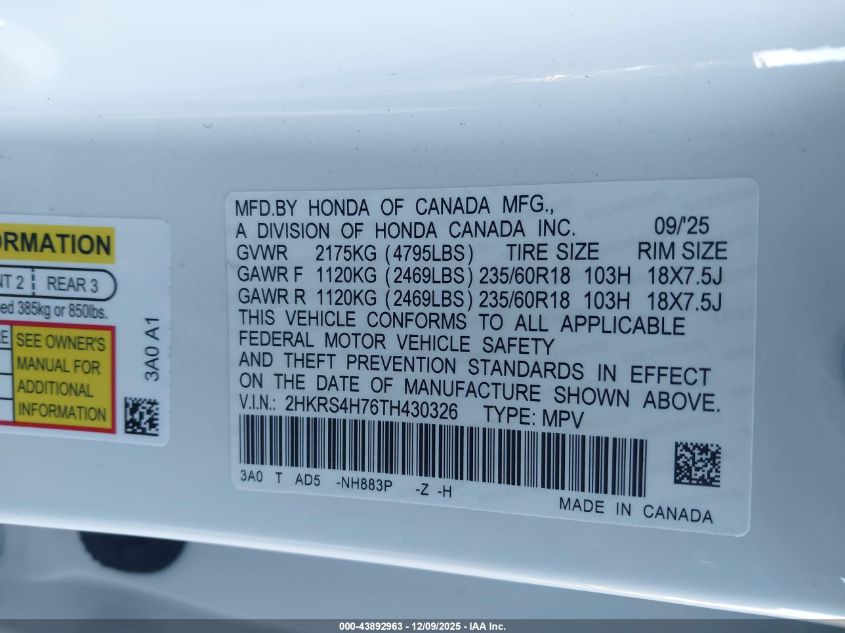 ORMATION
NT 2 REAR 3
ed 385kg or 850lbs.
SEE OWNER'S
MANUAL FOR
ADDITIONAL
INFORMATION
3A0 A1
MFD.BY HONDA OF CANADA MFG.,
A DIVISION OF HONDA CANADA INC. 09/'25
GVWR 2175KG (4795LBS) TIRE SIZE RIM SIZE
GAWR F 1120KG (2469LBS) 235/60R18 103H 18X7.5J
GAWR R 1120KG (2469LBS) 235/60R18 103H 18X7.5J
THIS VEHICLE CONFORMS TO ALL APPLICABLE
FEDERAL MOTOR VEHICLE SAFETY
AND THEFT PREVENTION STANDARDS IN EFFECT
ON THE DATE OF MANUFACTURE SHOWN ABOVE.
V.I.N.: 2HKRS4H76TH430326 TYPE: MPV
3A0 T AD5 -NH883P -Z -H
MADE IN CANADA
000-43892963 - 12/09/2025 - IAA Inc.